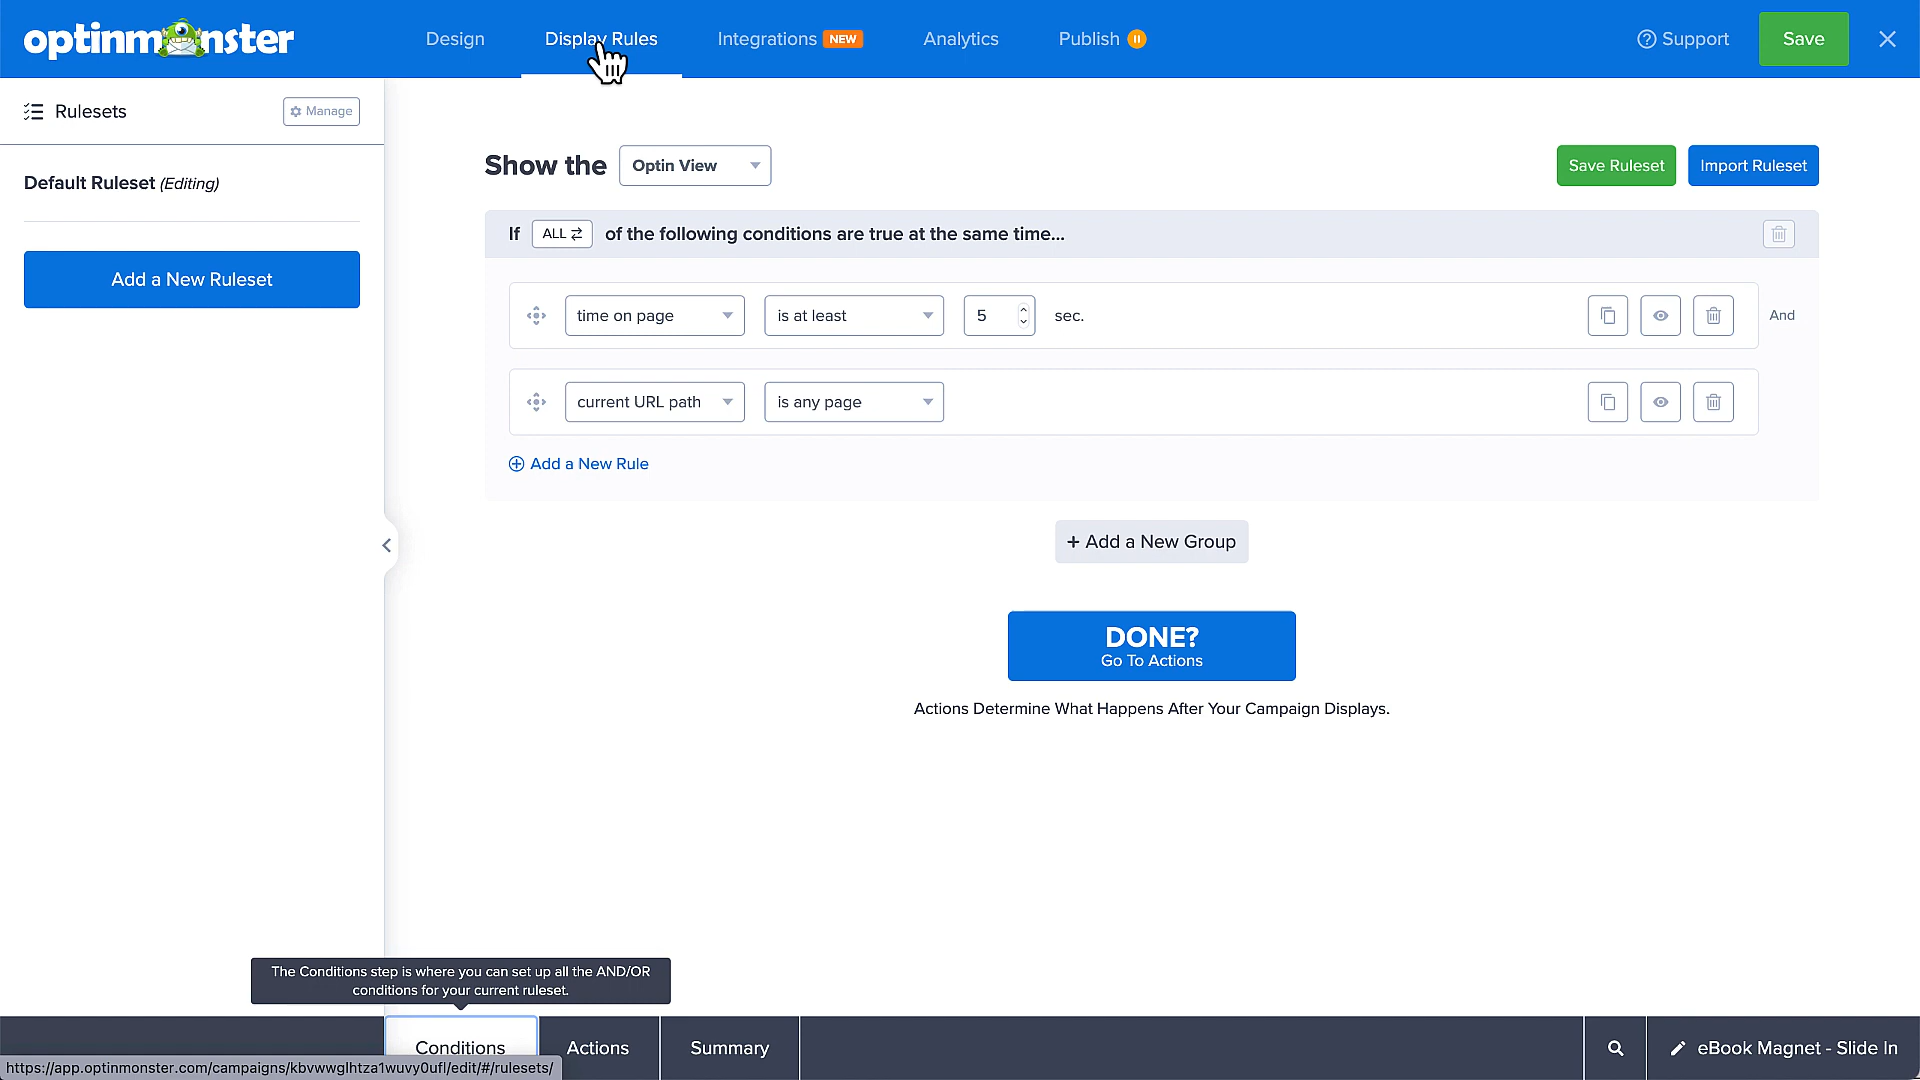 optinmonster
Design
Display Rules
Integrations NEW
Analytics
Publish
Support
Save
Rulesets
Manage
Default Ruleset (Editing)
Add a New Ruleset
Show the
Optin View
Save Ruleset
Import Ruleset
If ALL of the following conditions are true at the same time...
time on page
is at least
5
sec.
And
current URL path
is any page
Add a New Rule
+ Add a New Group
DONE?
Go To Actions
Actions Determine What Happens After Your Campaign Displays.
The Conditions step is where you can set up all the AND/OR
conditions for your current ruleset.
Conditions
Actions
Summary
eBook Magnet - Slide In
https://app.optinmonster.com/campaigns/kbvwwglhtza1wuvy0ufl/edit/#/rulesets/